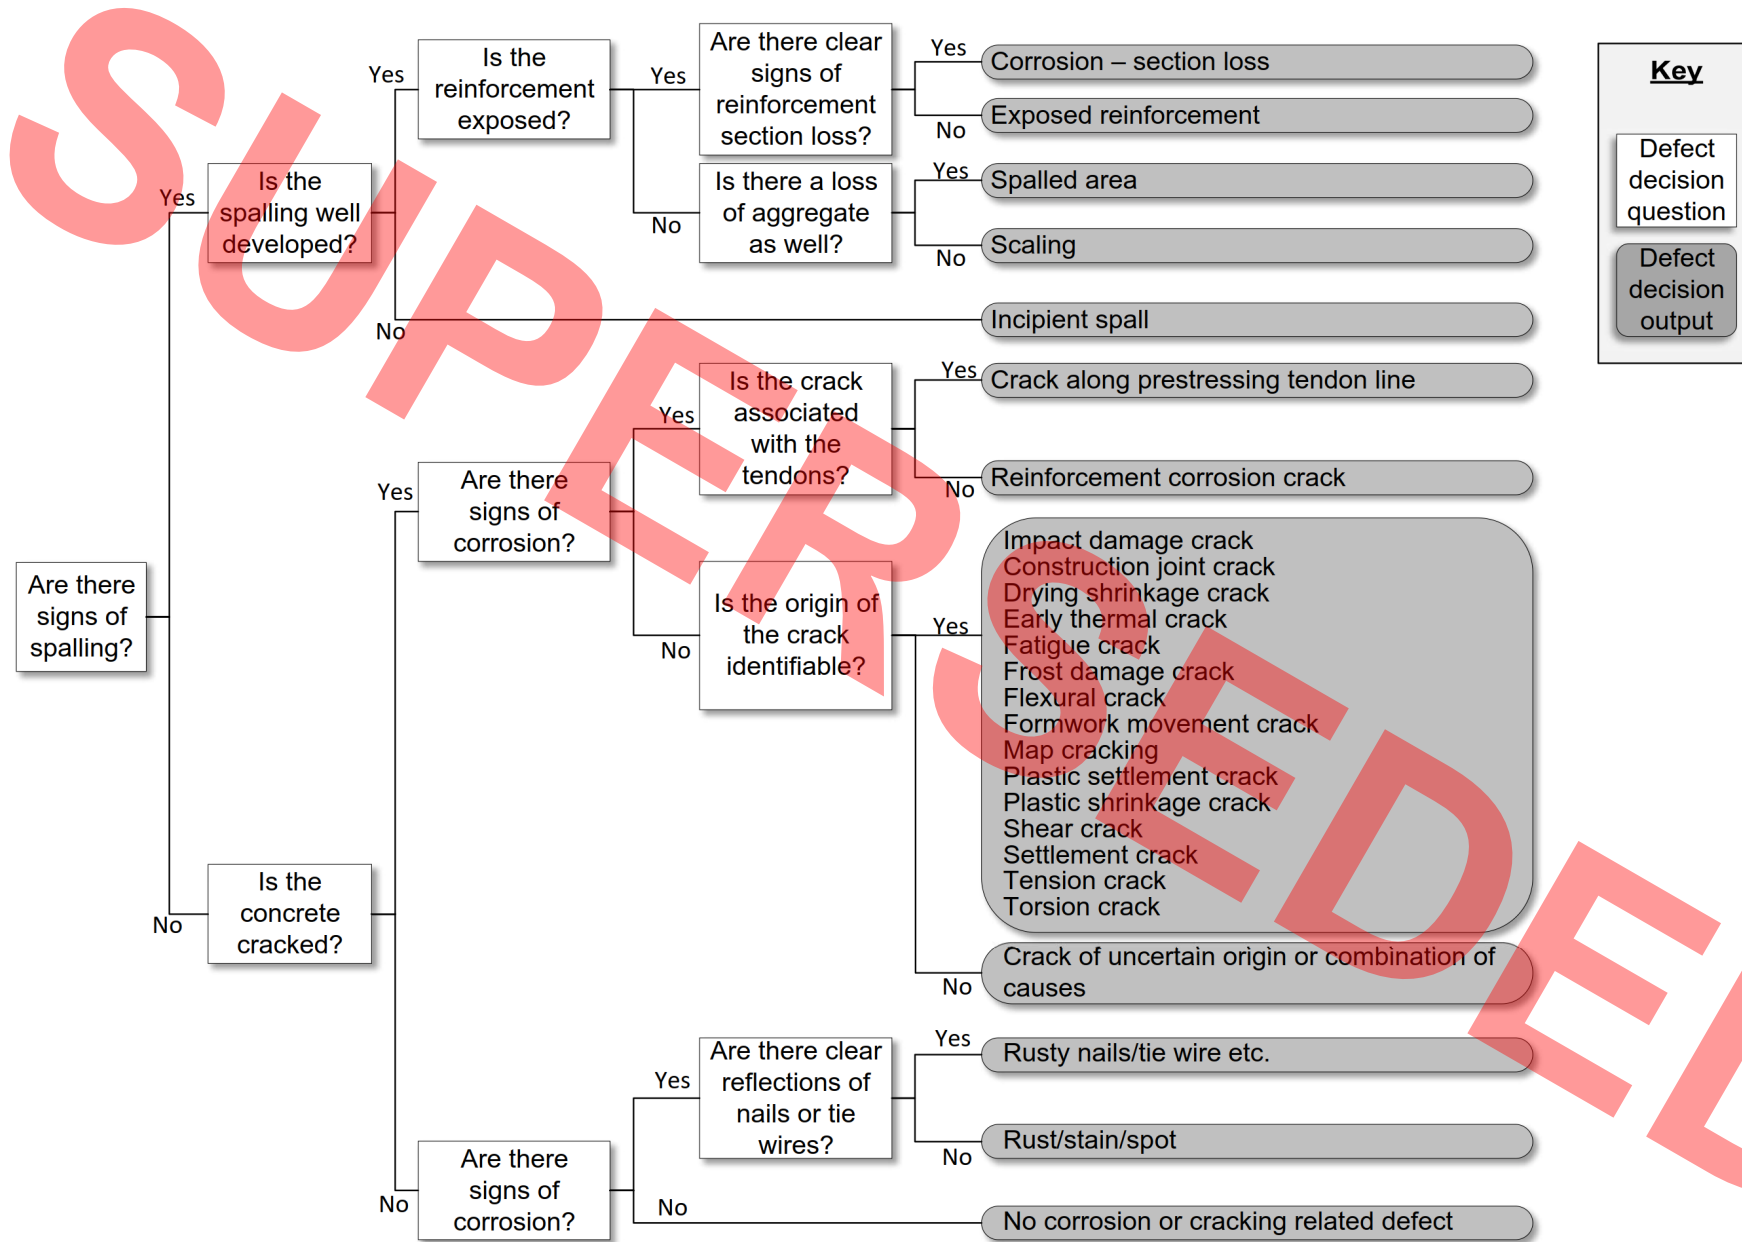 Are there
signs of
spalling?
Yes
No
Is the
spalling well
developed?
Yes
No
Is the
reinforcement
exposed?
Yes
No
Are there clear
signs of
reinforcement
section loss?
Yes
Corrosion – section loss
No
Exposed reinforcement
Is there a loss
of aggregate
as well?
Yes
Spalled area
No
Scaling
Incipient spall
Is the
concrete
cracked?
Yes
No
Are there
signs of
corrosion?
Yes
No
Is the crack
associated
with the
tendons?
Yes
Crack along prestressing tendon line
No
Reinforcement corrosion crack
Is the origin of
the crack
identifiable?
Yes
Impact damage crack
Construction joint crack
Drying shrinkage crack
Early thermal crack
Fatigue crack
Frost damage crack
Flexural crack
Formwork movement crack
Map cracking
Plastic settlement crack
Plastic shrinkage crack
Shear crack
Settlement crack
Tension crack
Torsion crack
No
Crack of uncertain origin or combination of
causes
Are there
signs of
corrosion?
Yes
No
Are there clear
reflections of
nails or tie
wires?
Yes
Rusty nails/tie wire etc.
No
Rust/stain/spot
No corrosion or cracking related defect
Key
Defect
decision
question
Defect
decision
output
SUPERSEDED